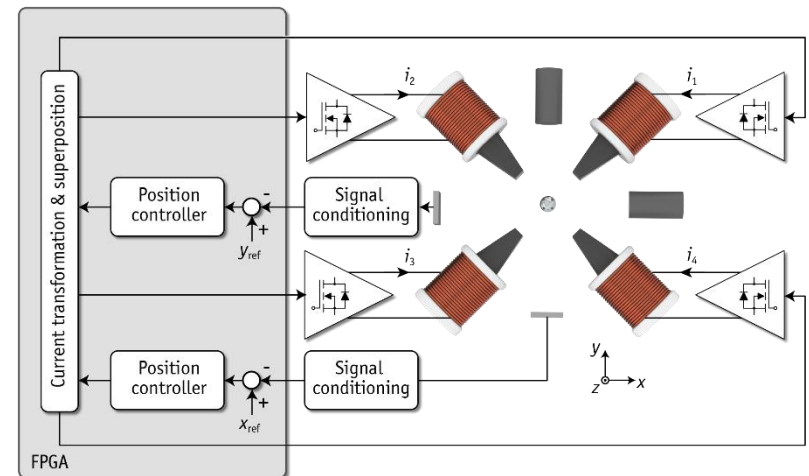 Current transformation & superposition
i2
i1
Position
controller
-
+
yref
Signal
conditioning
i3
i4
Position
controller
-
+
xref
Signal
conditioning
y
z
x
FPGA